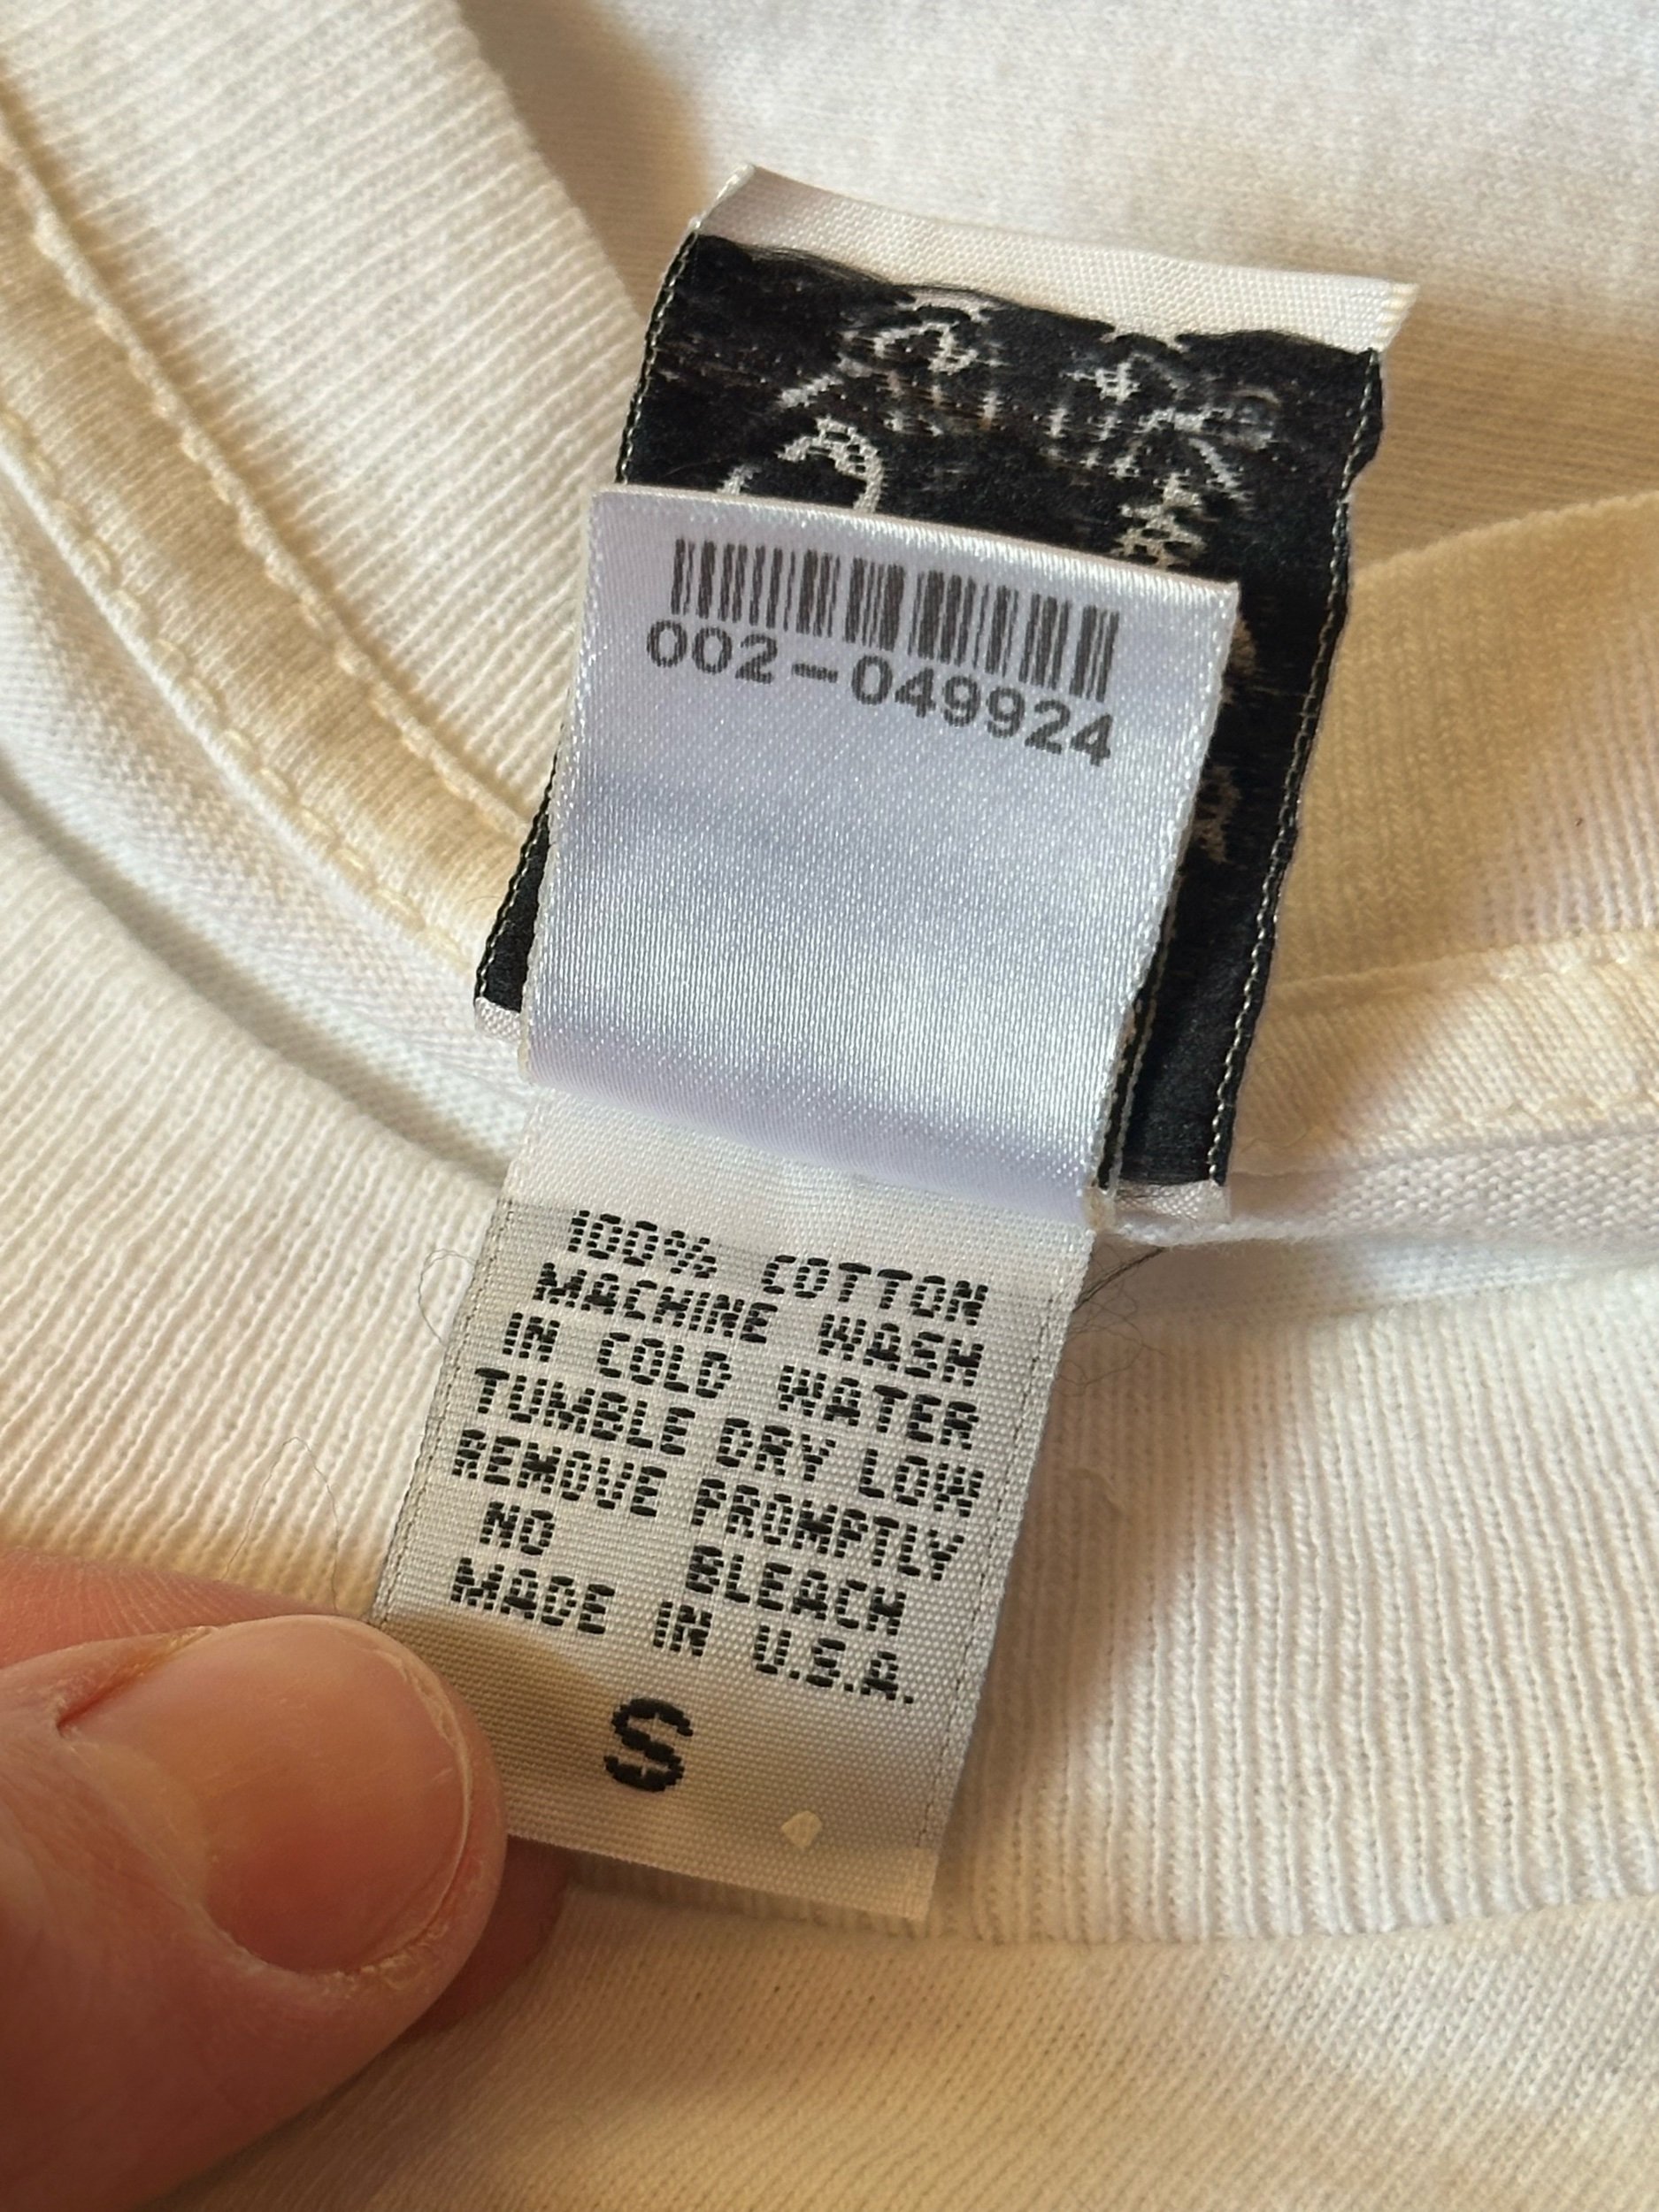 002-049924
100% COTTON
MACHINE WASH
IN COLD WATER
TUMBLE DRY LOW
REMOVE PROMPTLY
NO BLEACH
MADE IN U.S.A.
S